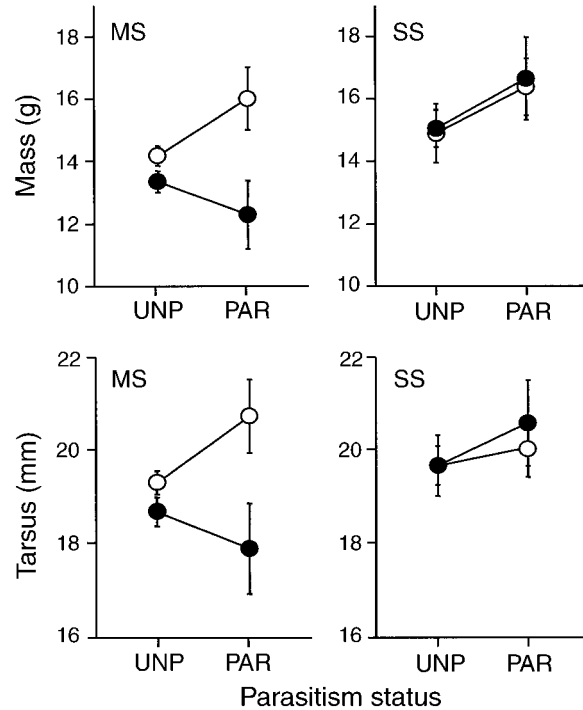 MS
SS
Mass (g)
18
16
14
12
10
18
16
14
12
10
UNP PAR
UNP PAR
MS
SS
Tarsus (mm)
22
20
18
16
22
20
18
16
UNP PAR
UNP PAR
Parasitism status